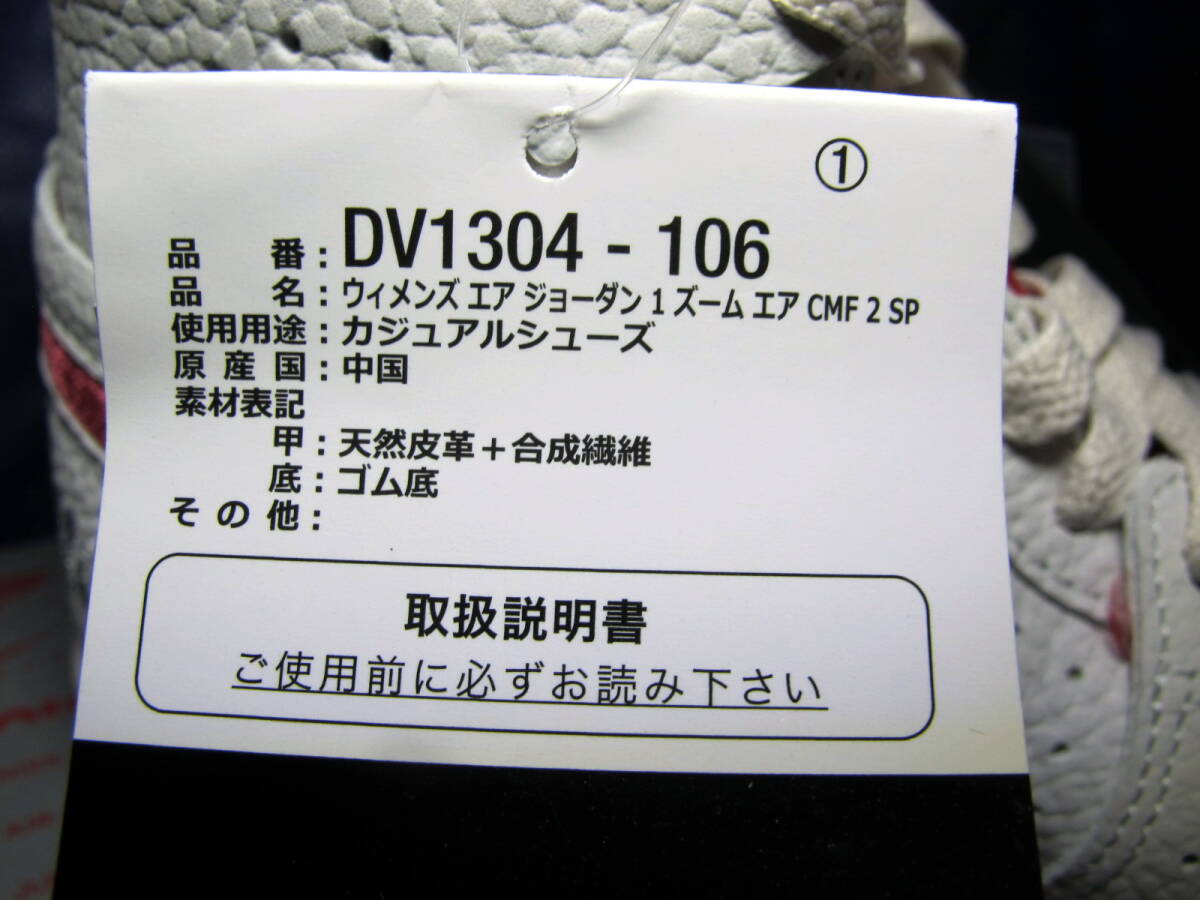 ①
品番：DV1304 - 106
品名：ウィメンズ エア ジョーダン 1 ズーム エア CMF 2 SP
使用用途：カジュアルシューズ
原産国：中国
素材表記
甲：天然皮革＋合成繊維
底：ゴム底
その他：
取扱説明書
ご使用前に必ずお読み下さい